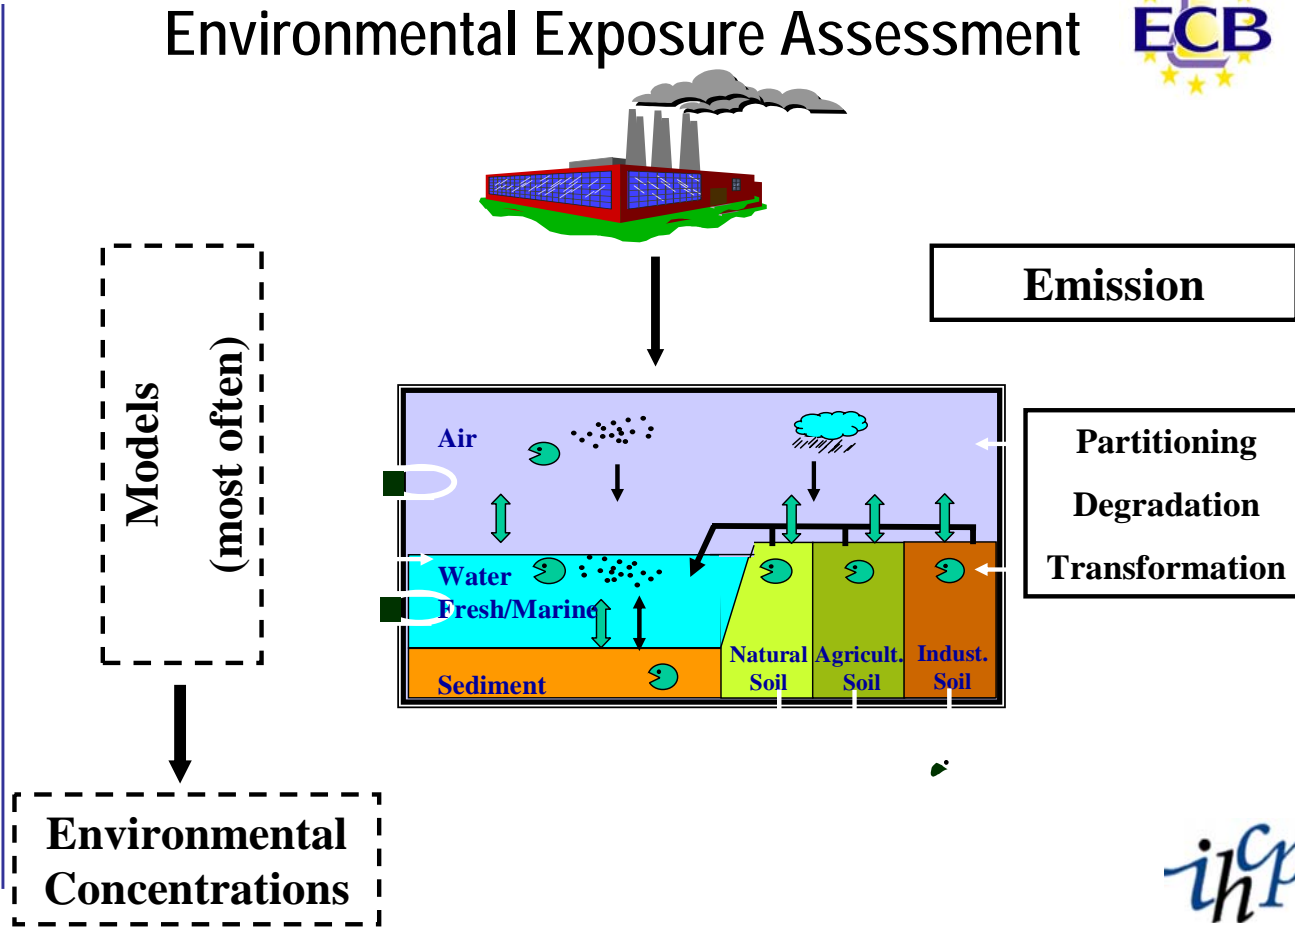 Environmental Exposure Assessment
ECB
Emission
Models
(most often)
Air
Partitioning
Degradation
Transformation
Water
Fresh/Marine
Sediment
Natural
Soil
Agricult.
Soil
Indust.
Soil
Environmental
Concentrations
ihcp